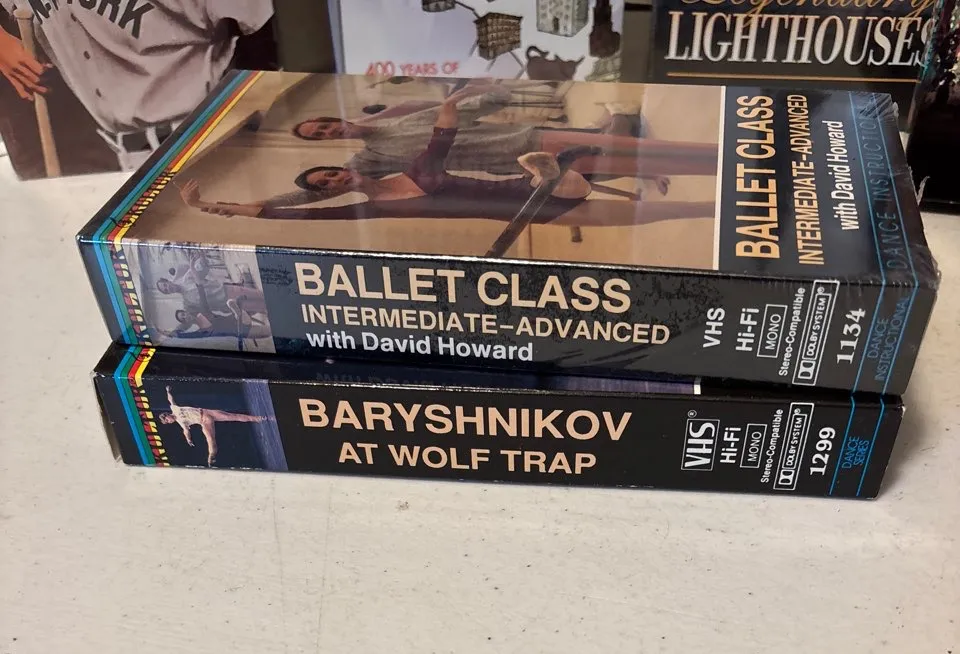 YORK
400 YEARS OF
Legendary
LIGHTHOUSES
BALLET CLASS
INTERMEDIATE-ADVANCED
with David Howard
DANCE INSTRUCTIONAL
BALLET CLASS
INTERMEDIATE-ADVANCED
with David Howard
VHS
Hi-Fi
MONO
Stereo-Compatible
DOLBY SYSTEM®
1134
DANCE
INSTRUCTIONAL
BARYSHNIKOV
AT WOLF TRAP
VHS®
Hi-Fi
MONO
Stereo-Compatible
DOLBY SYSTEM®
1299
DANCE
SERIES